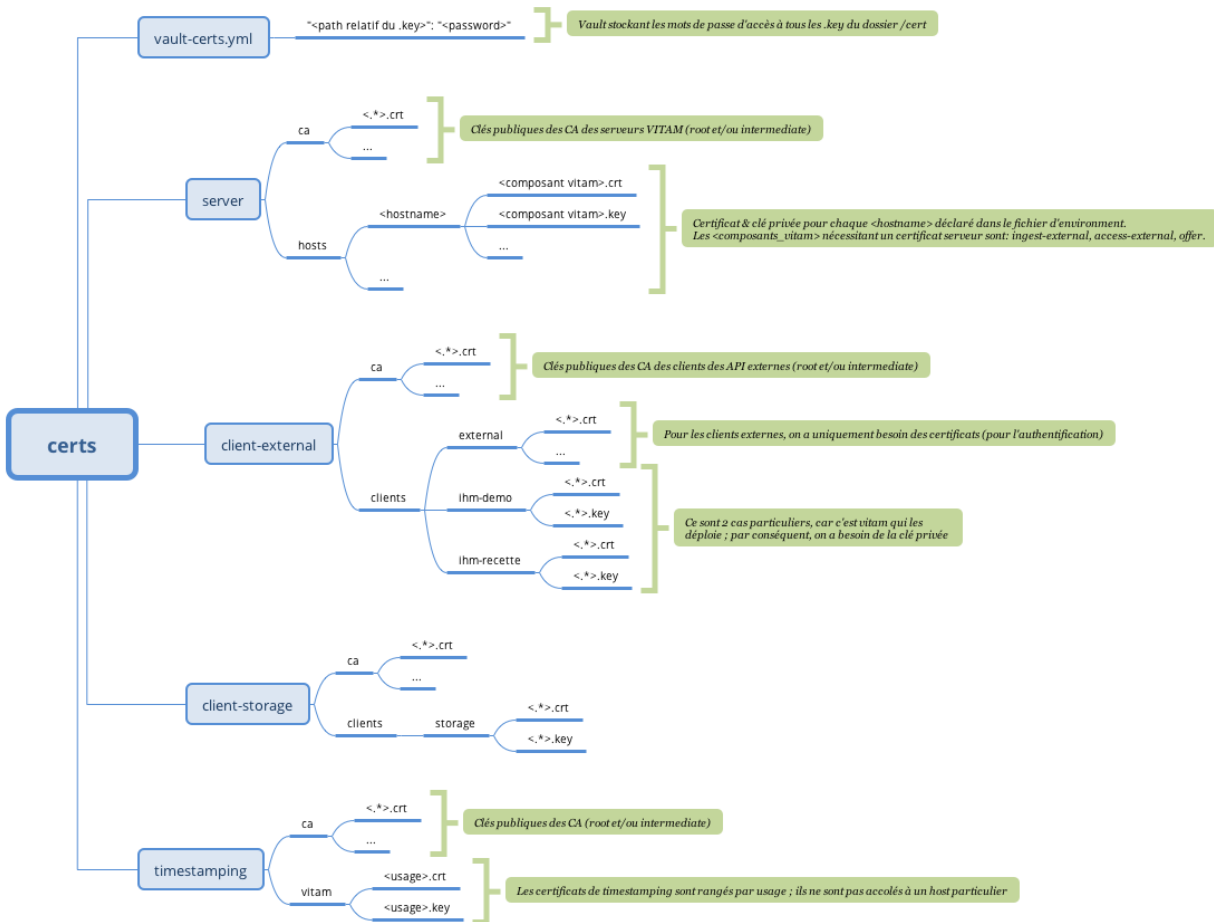 vault-certs.yml
"<path relatif du .key>": "<password>"
Vault stockant les mots de passe d'accès à tous les .key du dossier /cert
server
ca
<.*>.crt
...
Clés publiques des CA des serveurs VITAM (root et/ou intermediate)
hosts
<hostname>
<composant vitam>.crt
<composant vitam>.key
...
...
Certificat & clé privée pour chaque <hostname> déclaré dans le fichier d'environment.
Les <composants_vitam> nécessitant un certificat serveur sont: ingest-external, access-external, offer.
certs
client-external
ca
<.*>.crt
...
Clés publiques des CA des clients des API externes (root et/ou intermediate)
clients
external
<.*>.crt
...
Pour les clients externes, on a uniquement besoin des certificats (pour l'authentification)
ihm-demo
<.*>.crt
<.*>.key
ihm-recette
<.*>.crt
<.*>.key
Ce sont 2 cas particuliers, car c'est vitam qui les
déploie ; par conséquent, on a besoin de la clé privée
client-storage
ca
<.*>.crt
...
clients
storage
<.*>.crt
<.*>.key
timestamping
ca
<.*>.crt
...
Clés publiques des CA (root et/ou intermediate)
vitam
<usage>.crt
<usage>.key
Les certificats de timestamping sont rangés par usage ; ils ne sont pas accolés à un host particulier